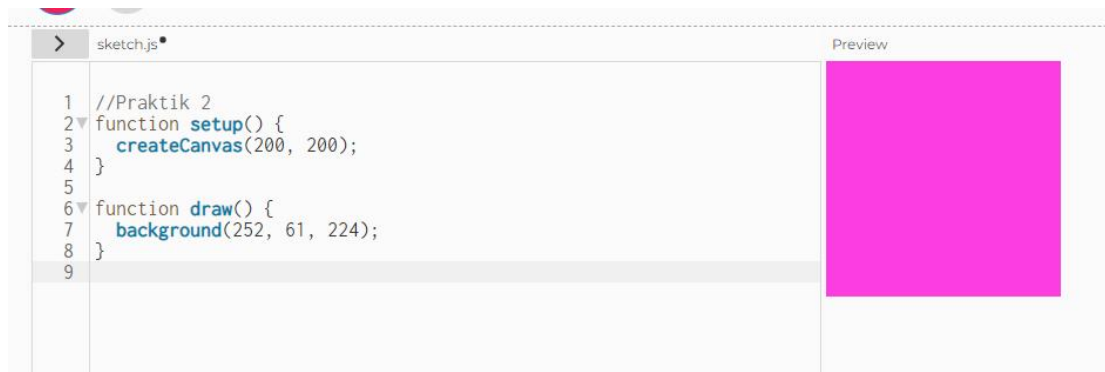 sketch.js●
Preview
1 //Praktik 2
2 function setup() {
3   createCanvas(200, 200);
4 }
5
6 function draw() {
7   background(252, 61, 224);
8 }
9